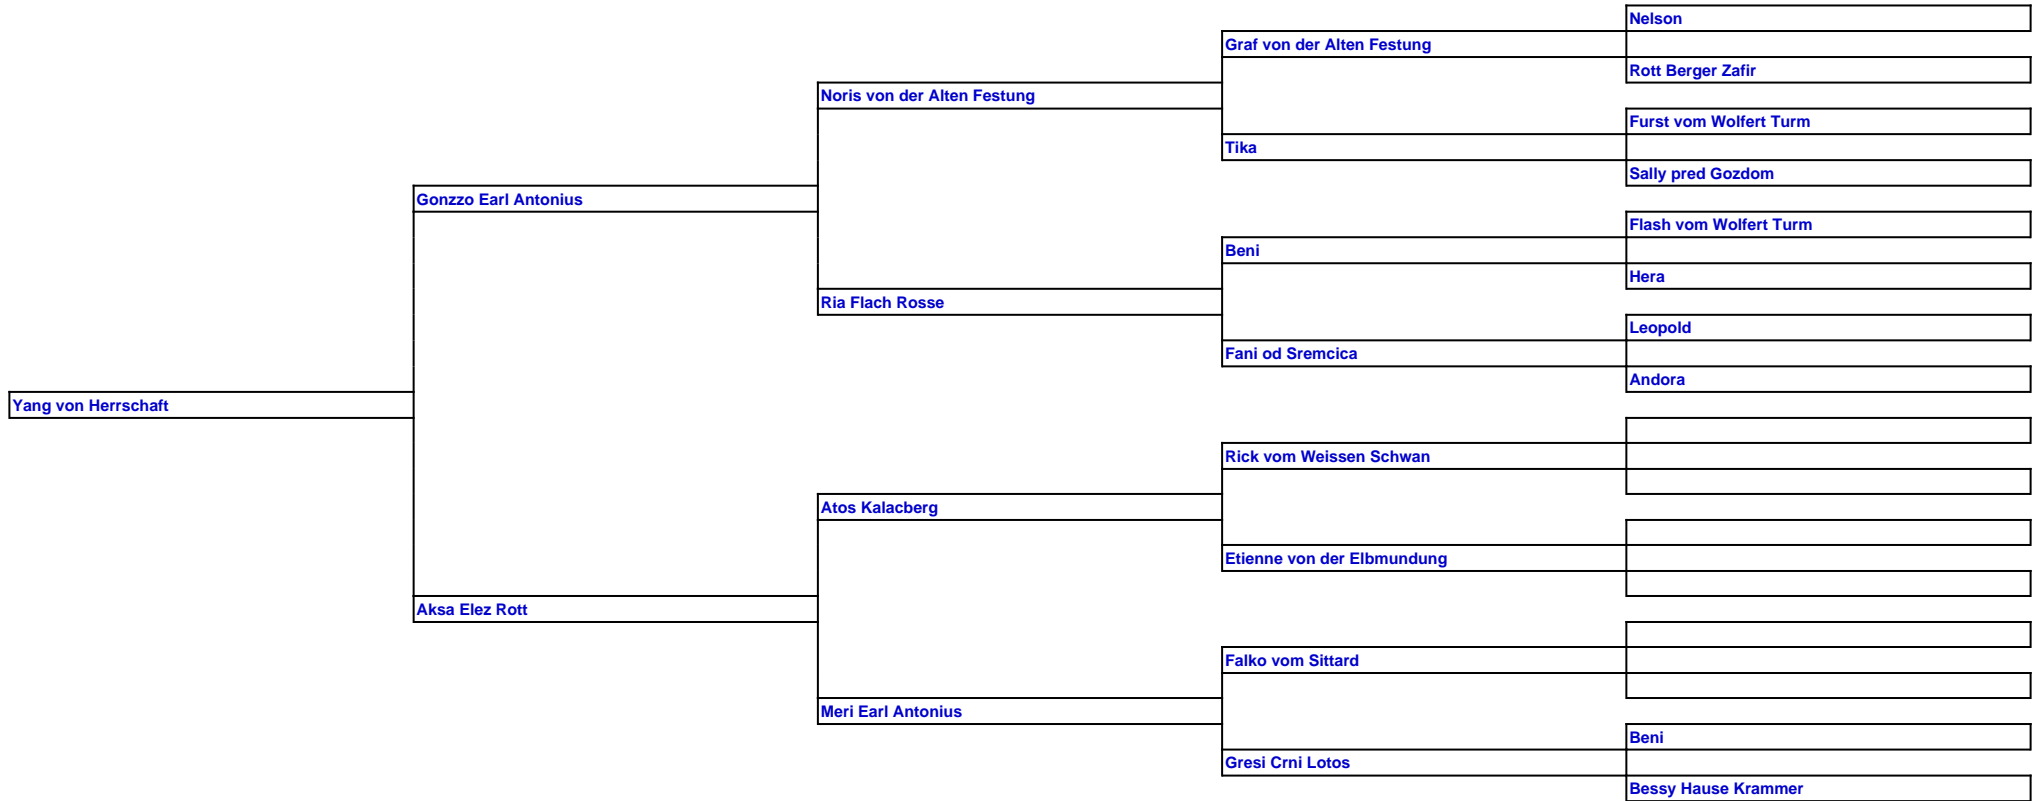 Nelson
Graf von der Alten Festung
Rott Berger Zafir
Noris von der Alten Festung
Furst vom Wolfert Turm
Tika
Sally pred Gozdom
Gonzzo Earl Antonius
Flash vom Wolfert Turm
Beni
Hera
Ria Flach Rosse
Leopold
Fani od Sremcica
Andora
Yang von Herrschaft
Rick vom Weissen Schwan
Atos Kalacberg
Etienne von der Elbmundung
Aksa Elez Rott
Falko vom Sittard
Meri Earl Antonius
Beni
Gresi Crni Lotos
Bessy Hause Krammer